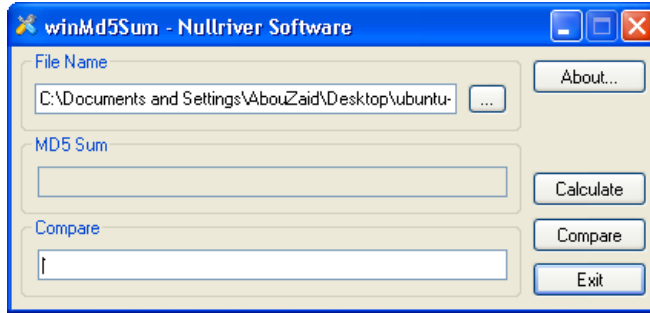 winMd5Sum - Nullriver Software
File Name
About...
C:\Documents and Settings\AbouZaid\Desktop\ubuntu-
...
MD5 Sum
Calculate
Compare
Compare
Exit